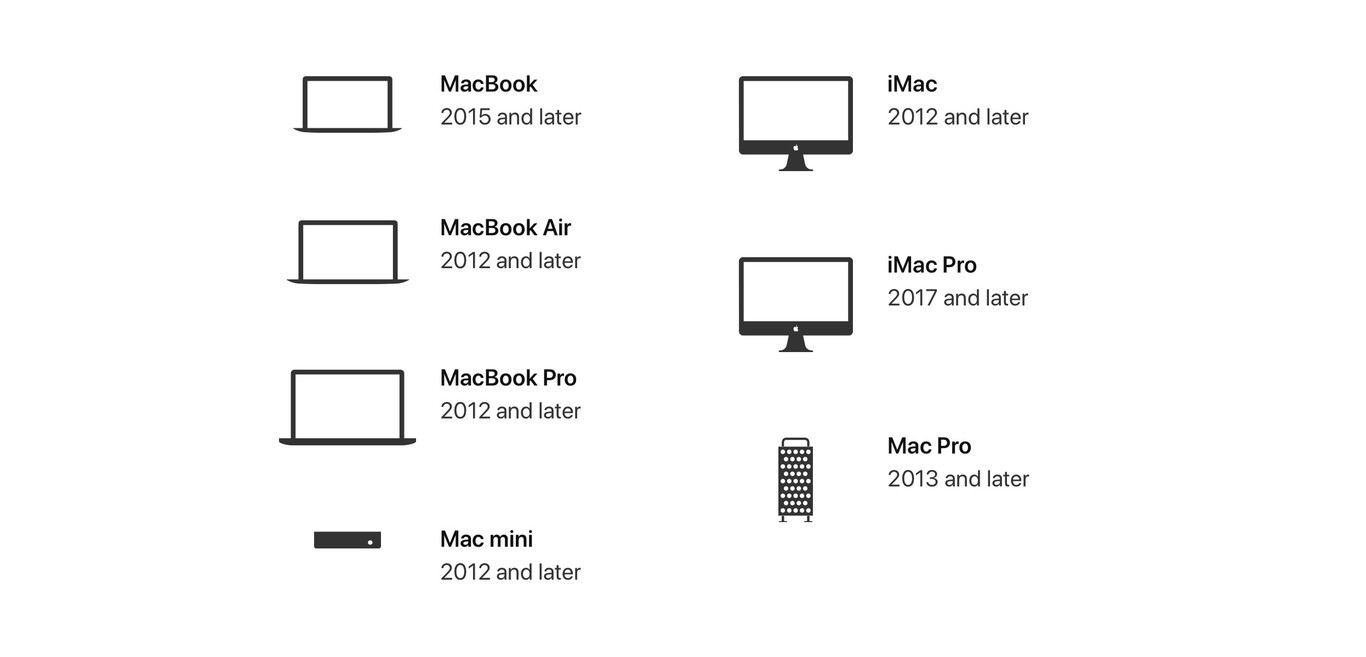 MacBook
2015 and later
MacBook Air
2012 and later
MacBook Pro
2012 and later
Mac mini
2012 and later
iMac
2012 and later
iMac Pro
2017 and later
Mac Pro
2013 and later